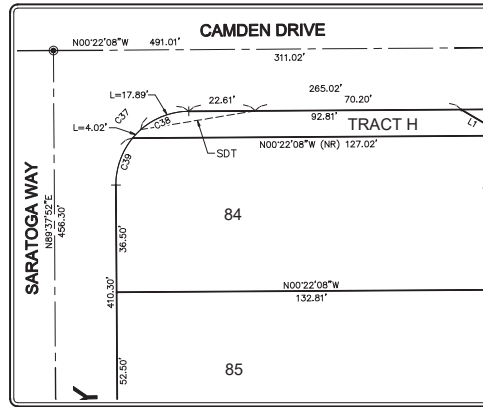 CAMDEN DRIVE
N00°22'08"W 491.01'
311.02'
265.02'
L=17.89' 22.61' 70.20'
C37
C38
L=4.02'
92.81'
TRACT H
L1
SDT
N00°22'08"W (NR) 127.02'
C39
SARATOGA WAY
N89°37'52"E
456.30'
84
36.50'
410.30'
N00°22'08"W
132.81'
52.50'
85
Y